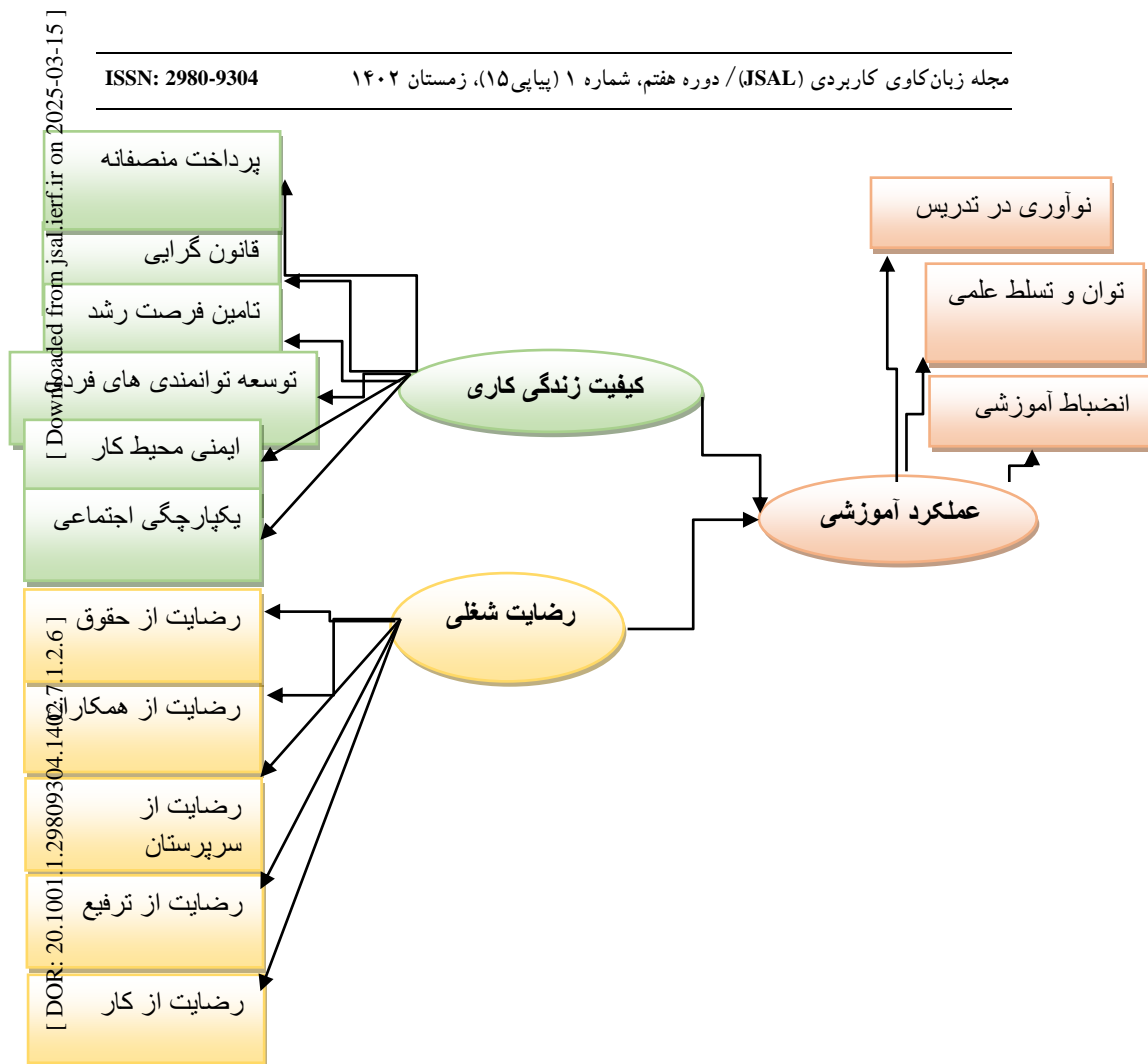 مجله زبان‌کاوی کاربردی (JSAL)/ دوره هفتم، شماره ۱ (پیاپی۱۵)، زمستان ۱۴۰۲
ISSN: 2980-9304
پرداخت منصفانه
قانون گرایی
تامین فرصت رشد
توسعه توانمندی های فردی
ایمنی محیط کار
یکپارچگی اجتماعی
کیفیت زندگی کاری
نوآوری در تدریس
توان و تسلط علمی
انضباط آموزشی
عملکرد آموزشی
رضایت شغلی
رضایت از حقوق
رضایت از همکاران
رضایت از
سرپرستان
رضایت از ترفیع
رضایت از کار
[ Downloaded from jsal.ierf.ir on 2025-03-15 ]
[ DOR: 20.1001.1.29809304.1402.7.1.2.6 ]